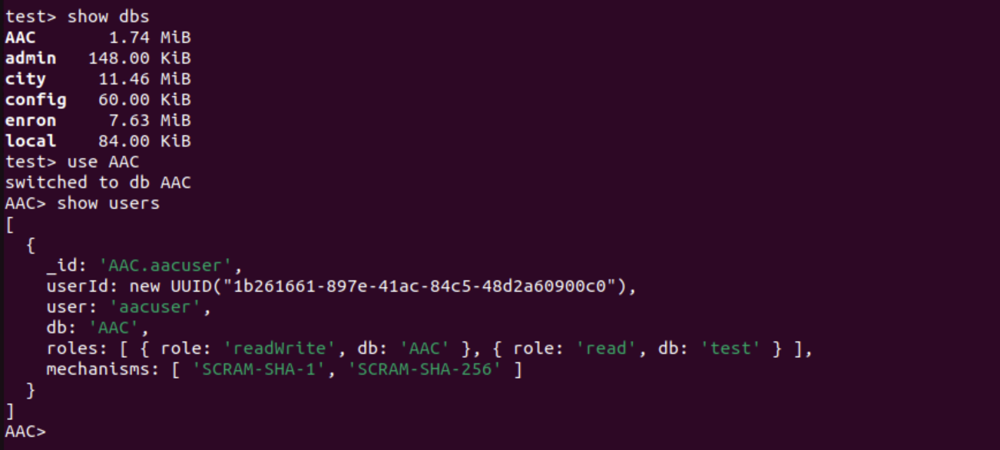 test> show dbs
AAC       1.74 MiB
admin   148.00 KiB
city     11.46 MiB
config   60.00 KiB
enron     7.63 MiB
local    84.00 KiB
test> use AAC
switched to db AAC
AAC> show users
[
  {
    _id: 'AAC.aacuser',
    userId: new UUID("1b261661-897e-41ac-84c5-48d2a60900c0"),
    user: 'aacuser',
    db: 'AAC',
    roles: [ { role: 'readWrite', db: 'AAC' }, { role: 'read', db: 'test' } ],
    mechanisms: [ 'SCRAM-SHA-1', 'SCRAM-SHA-256' ]
  }
]
AAC>